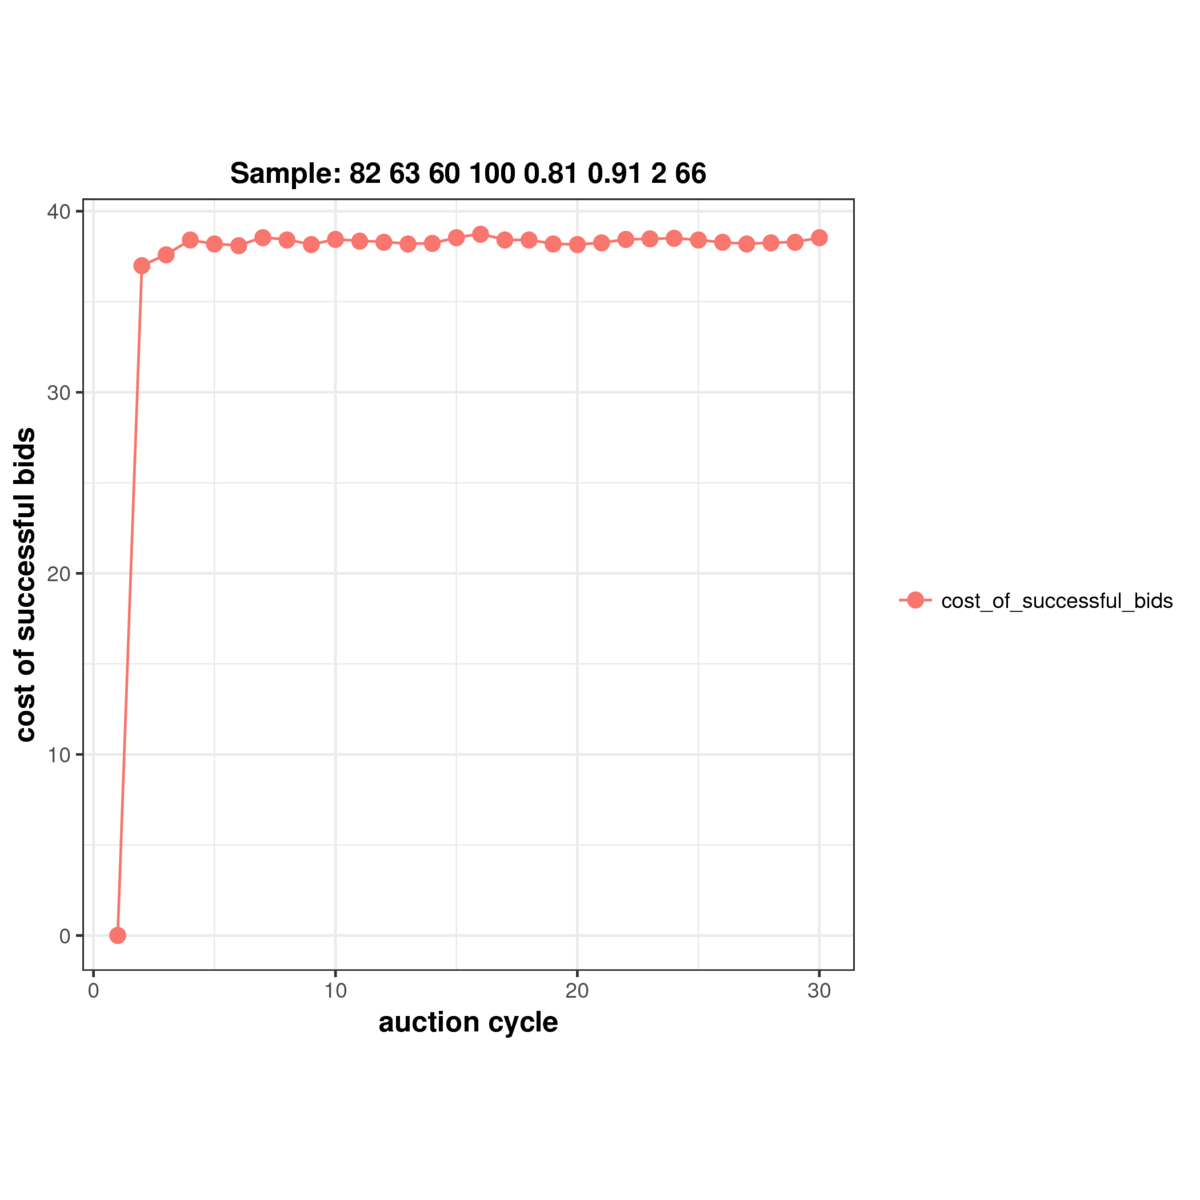 Sample: 82 63 60 100 0.81 0.91 2 66
40
30
20
10
0
cost of successful bids
0 10 20 30
auction cycle
cost_of_successful_bids